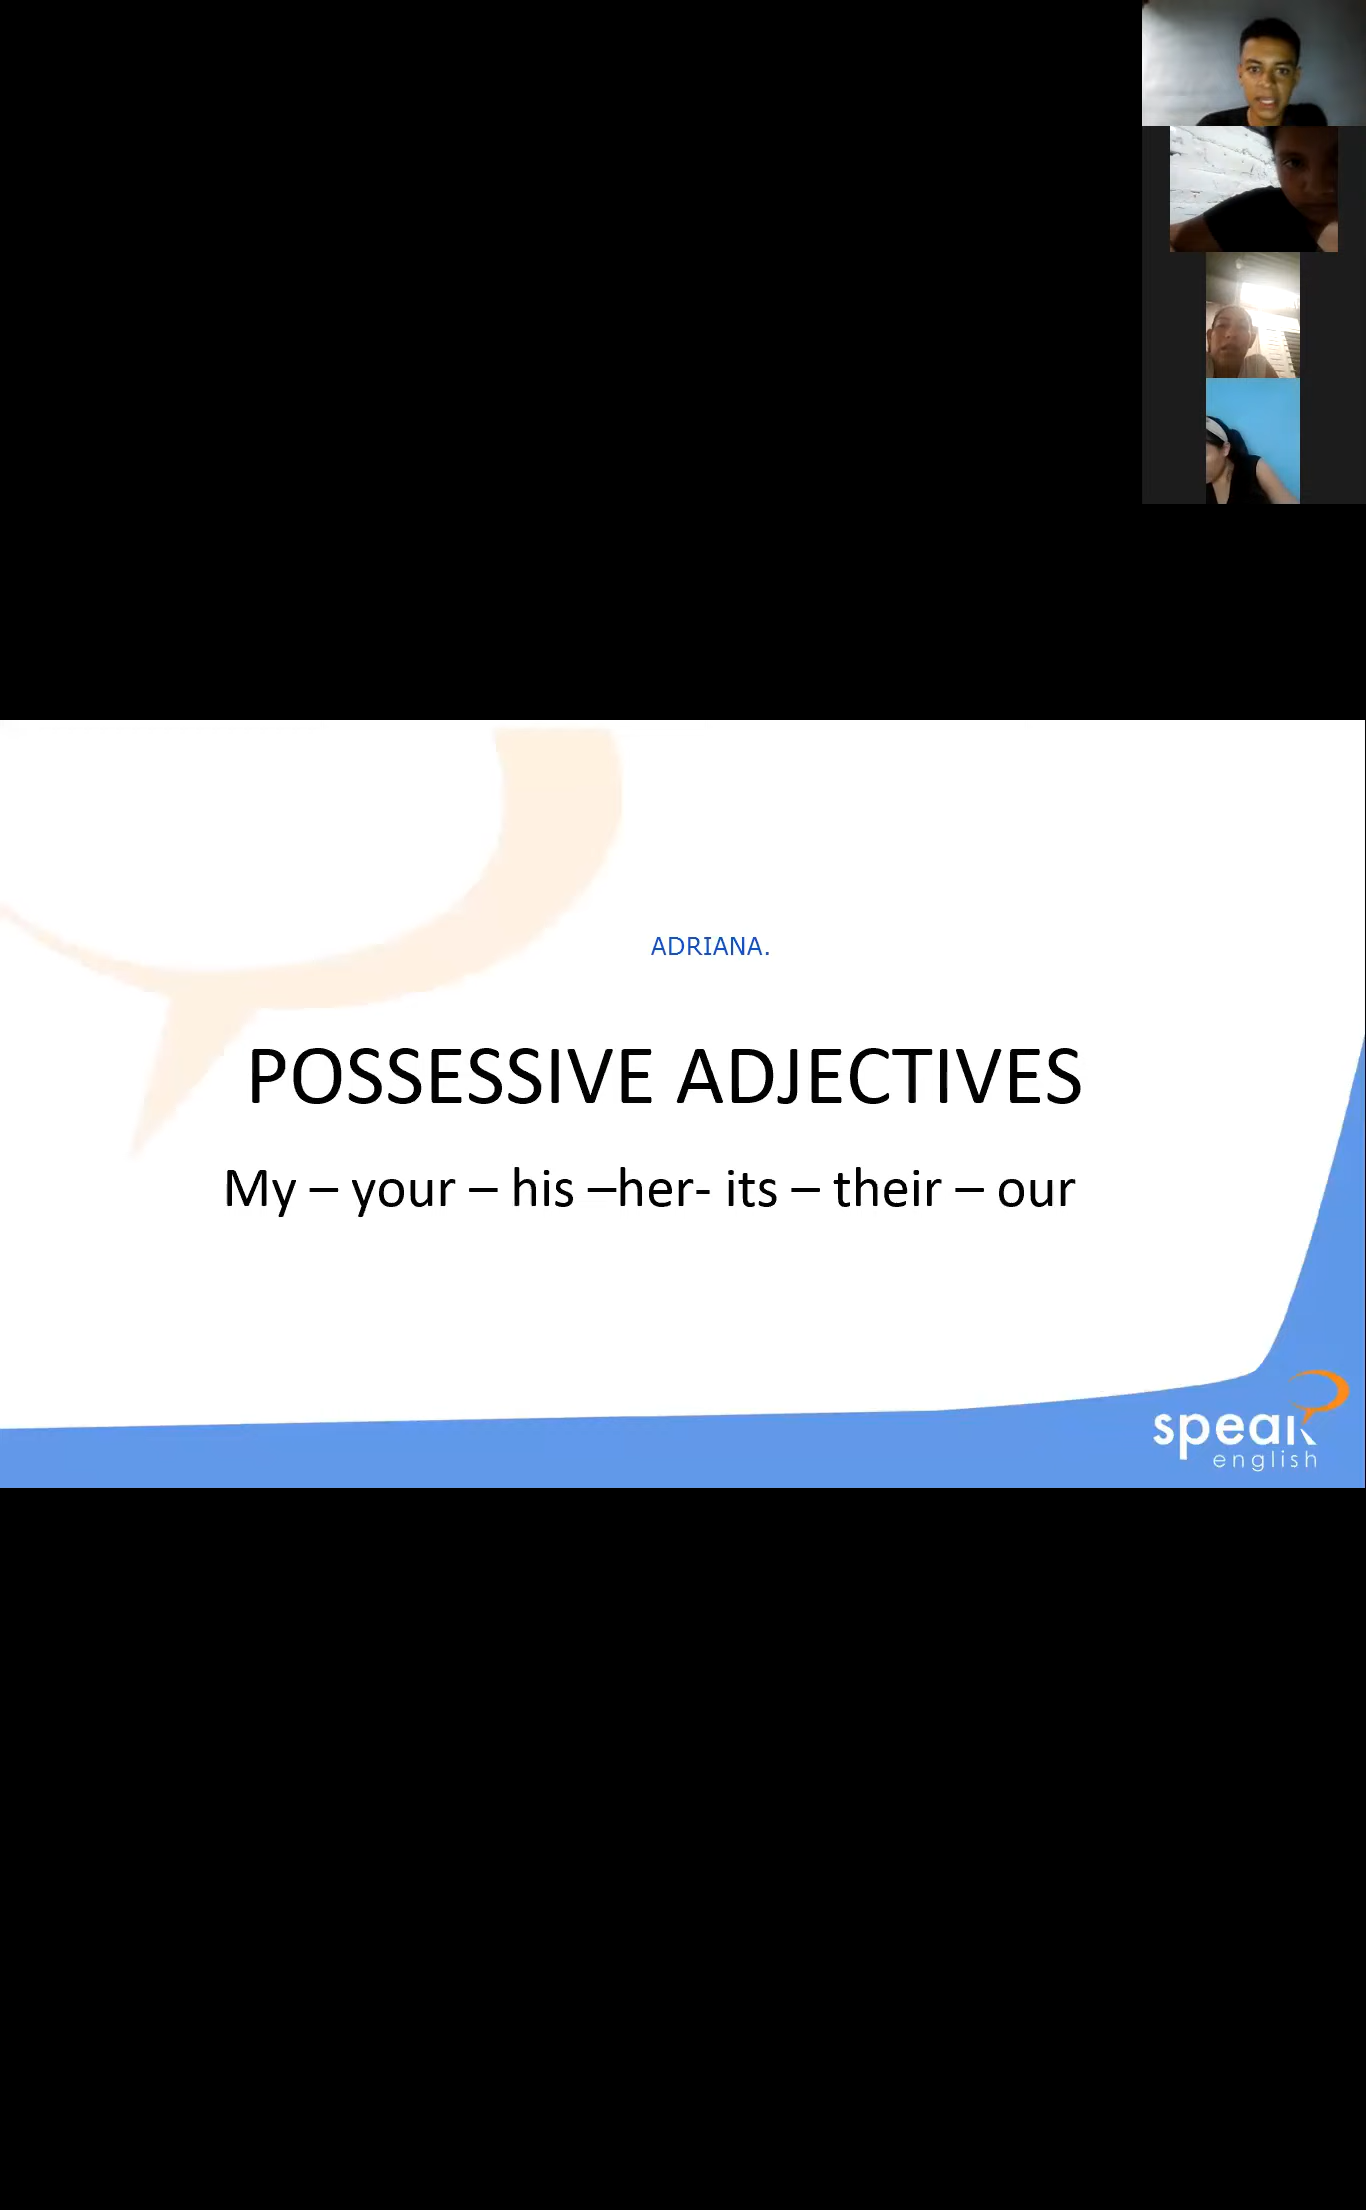 ADRIANA.
POSSESSIVE ADJECTIVES
My – your – his –her- its – their – our
speak
english